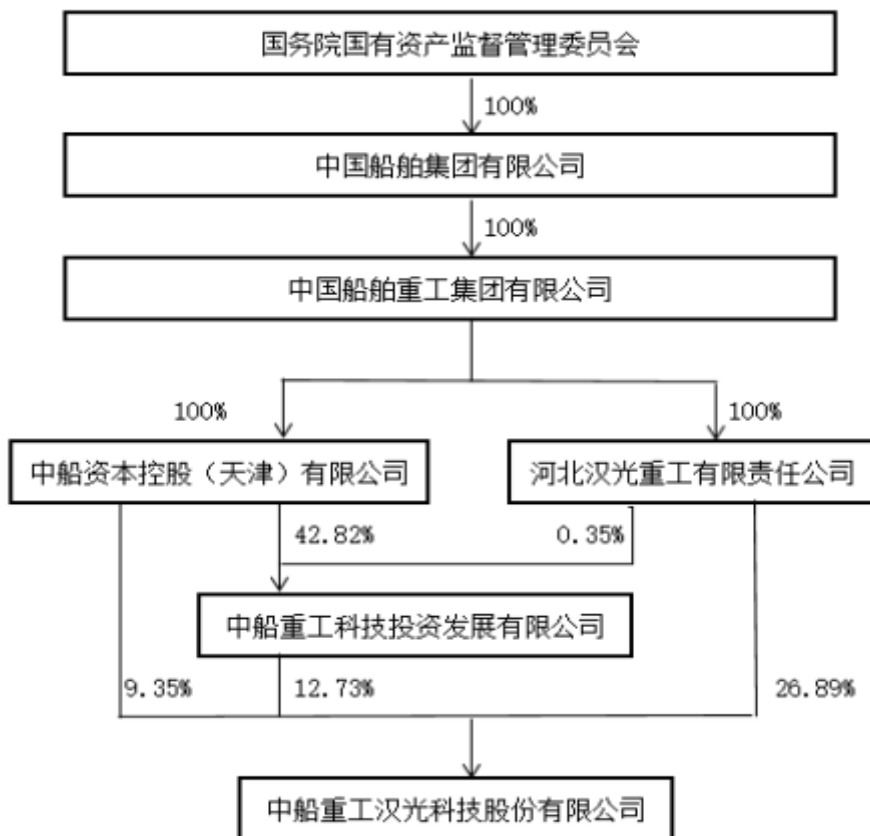 国务院国有资产监督管理委员会
100%
中国船舶集团有限公司
100%
中国船舶重工集团有限公司
100%
100%
中船资本控股（天津）有限公司
河北汉光重工有限责任公司
42.82%
0.35%
中船重工科技投资发展有限公司
9.35%
12.73%
26.89%
中船重工汉光科技股份有限公司